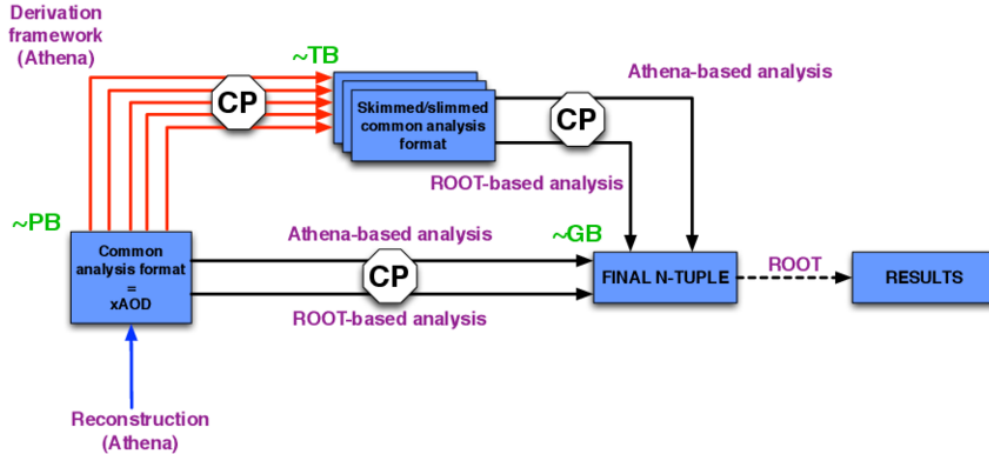 Derivation
framework
(Athena)
~TB
CP
Skimmed/slimmed
common analysis
format
CP
Athena-based analysis
ROOT-based analysis
~PB
Common
analysis format
=
xAOD
Athena-based analysis
CP
ROOT-based analysis
~GB
FINAL N-TUPLE
ROOT
RESULTS
Reconstruction
(Athena)